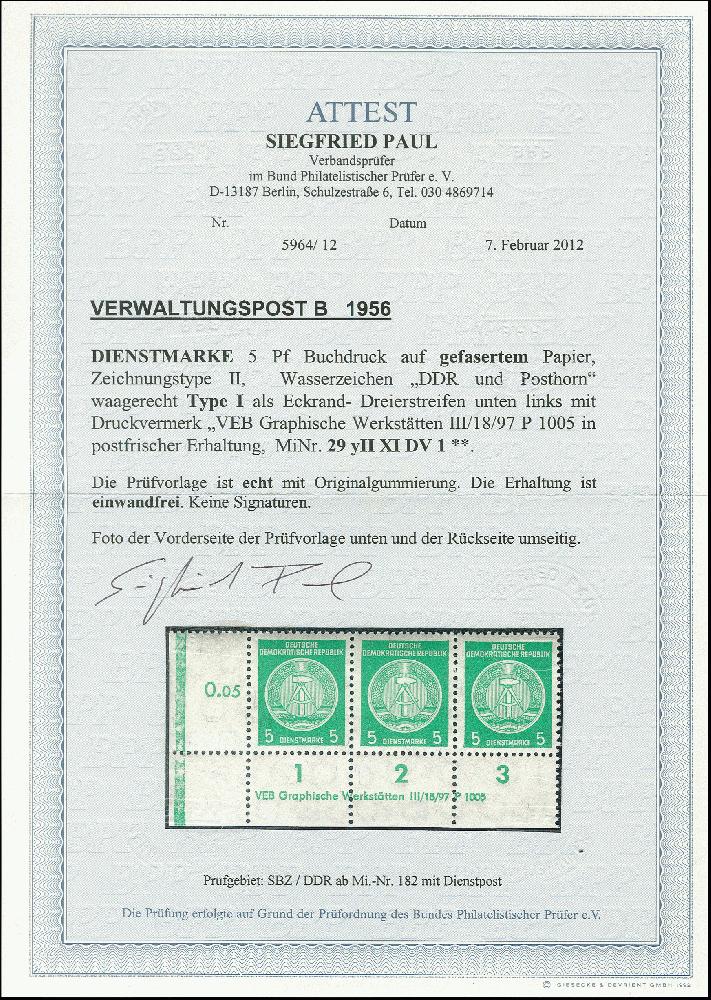 ATTEST
SIEGFRIED PAUL
Verbandsprüfer
im Bund Philatelistischer Prüfer e. V.
D-13187 Berlin, Schulzestraße 6, Tel. 030 4869714
Nr. Datum
5964/ 12 7. Februar 2012
VERWALTUNGSPOST B 1956
DIENSTMARKE 5 Pf Buchdruck auf gefasertem Papier,
Zeichnungstype II, Wasserzeichen „DDR und Posthorn“
waagerecht Type I als Eckrand- Dreierstreifen unten links mit
Druckvermerk „VEB Graphische Werkstätten III/18/97 P 1005 in
postfrischer Erhaltung, MiNr. 29 yII XI DV 1 **.
Die Prüfvorlage ist echt mit Originalgummierung. Die Erhaltung ist
einwandfrei. Keine Signaturen.
Foto der Vorderseite der Prüfvorlage unten und der Rückseite umseitig.
DEUTSCHE DEUTSCHE DEUTSCHE
DEMOKRATISCHE REPUBLIK DEMOKRATISCHE REPUBLIK DEMOKRATISCHE REPUBLIK
0.05
5 DIENSTMARKE 5 5 DIENSTMARKE 5 5 DIENSTMARKE 5
1 2 3
VEB Graphische Werkstätten III/18/97 P 1005
Prüfgebiet: SBZ / DDR ab Mi.-Nr. 182 mit Dienstpost
Die Prüfung erfolgte auf Grund der Prüfordnung des Bundes Philatelistischer Prüfer e.V.
© GIESECKE & DEVRIENT GMBH 1992